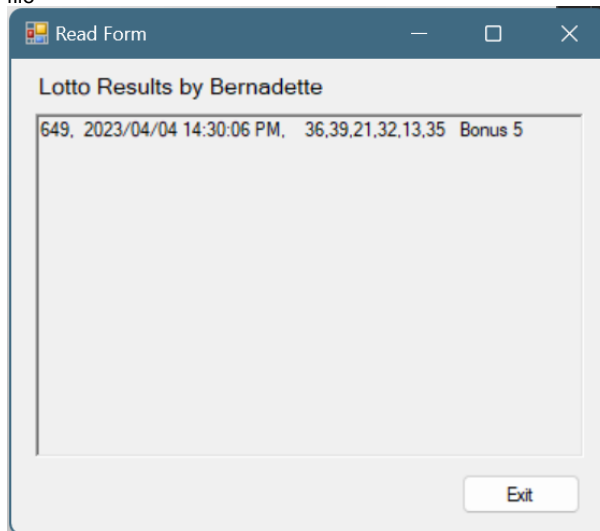 Read Form
Lotto Results by Bernadette
649, 2023/04/04 14:30:06 PM, 36,39,21,32,13,35 Bonus 5
Exit